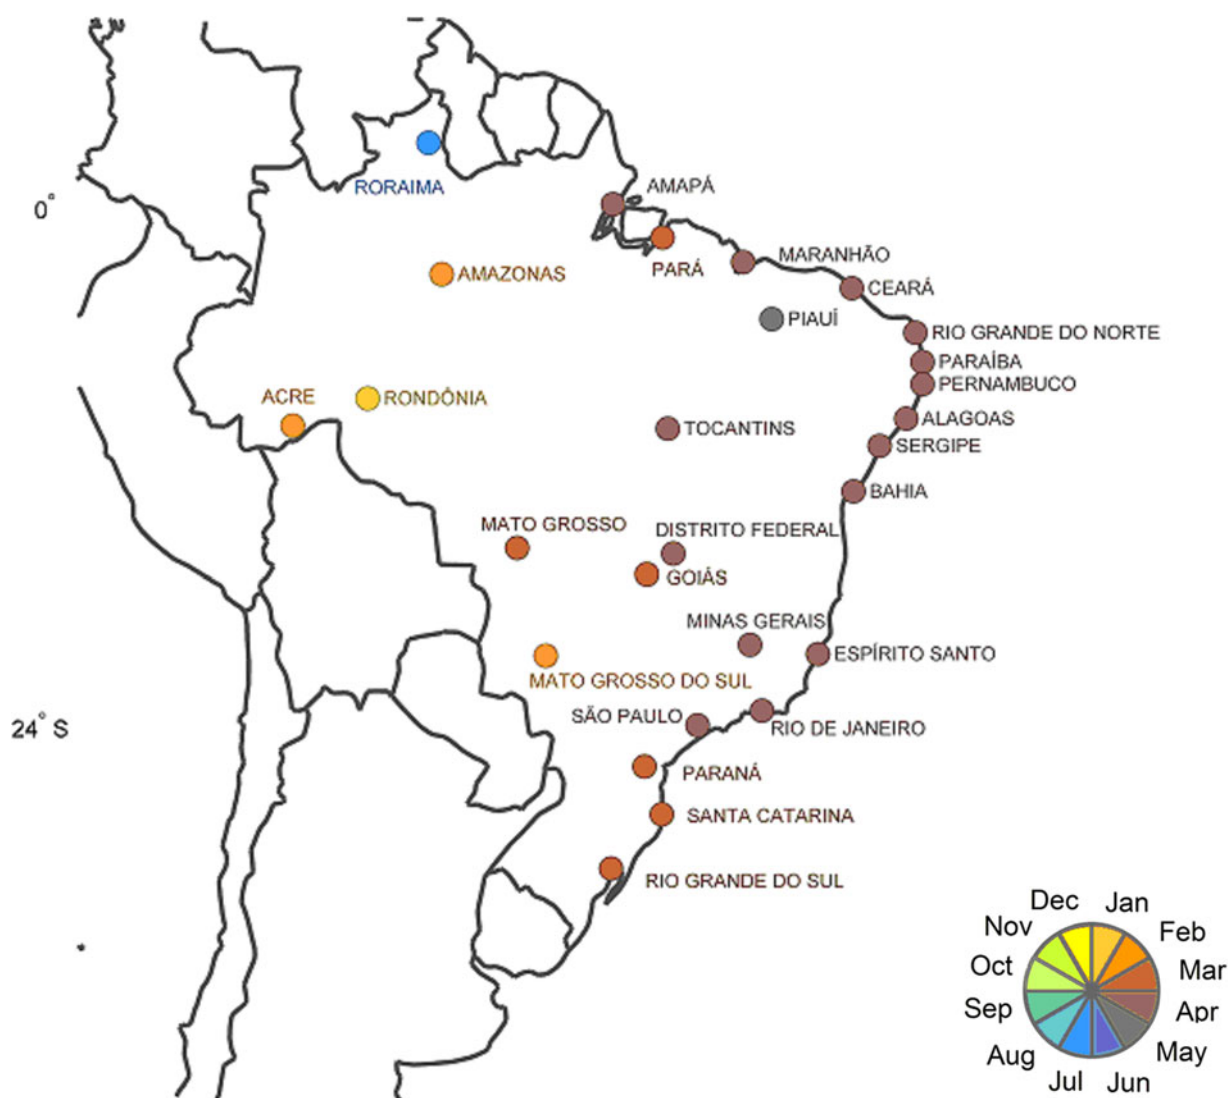 RORAIMA
AMAPÁ
0°
MARANHÃO
PARÁ
AMAZONAS
CEARÁ
PIAUÍ
RIO GRANDE DO NORTE
PARAÍBA
PERNAMBUCO
ACRE
RONDÔNIA
ALAGOAS
TOCANTINS
SERGIPE
BAHIA
MATO GROSSO
DISTRITO FEDERAL
GOIÁS
MINAS GERAIS
ESPÍRITO SANTO
MATO GROSSO DO SUL
SÃO PAULO
RIO DE JANEIRO
24° S
PARANÁ
SANTA CATARINA
RIO GRANDE DO SUL
Dec
Jan
Nov
Feb
Oct
Mar
Sep
Apr
Aug
May
Jul
Jun